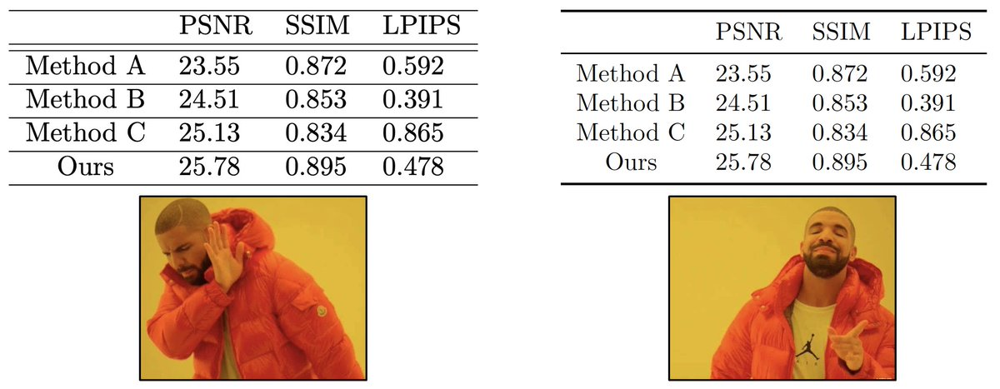 PSNR SSIM LPIPS
Method A 23.55 0.872 0.592
Method B 24.51 0.853 0.391
Method C 25.13 0.834 0.865
Ours 25.78 0.895 0.478
PSNR SSIM LPIPS
Method A 23.55 0.872 0.592
Method B 24.51 0.853 0.391
Method C 25.13 0.834 0.865
Ours 25.78 0.895 0.478